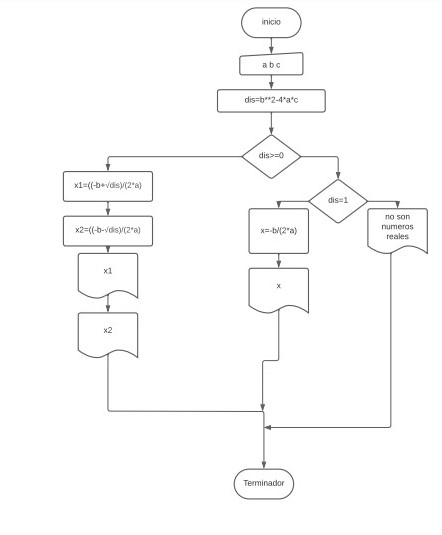 inicio
a b c
dis=b**2-4*a*c
dis>=0
x1=((-b+√dis)/(2*a)
x2=((-b-√dis)/(2*a)
x1
x2
dis=1
x=-b/(2*a)
x
no son
numeros
reales
Terminador